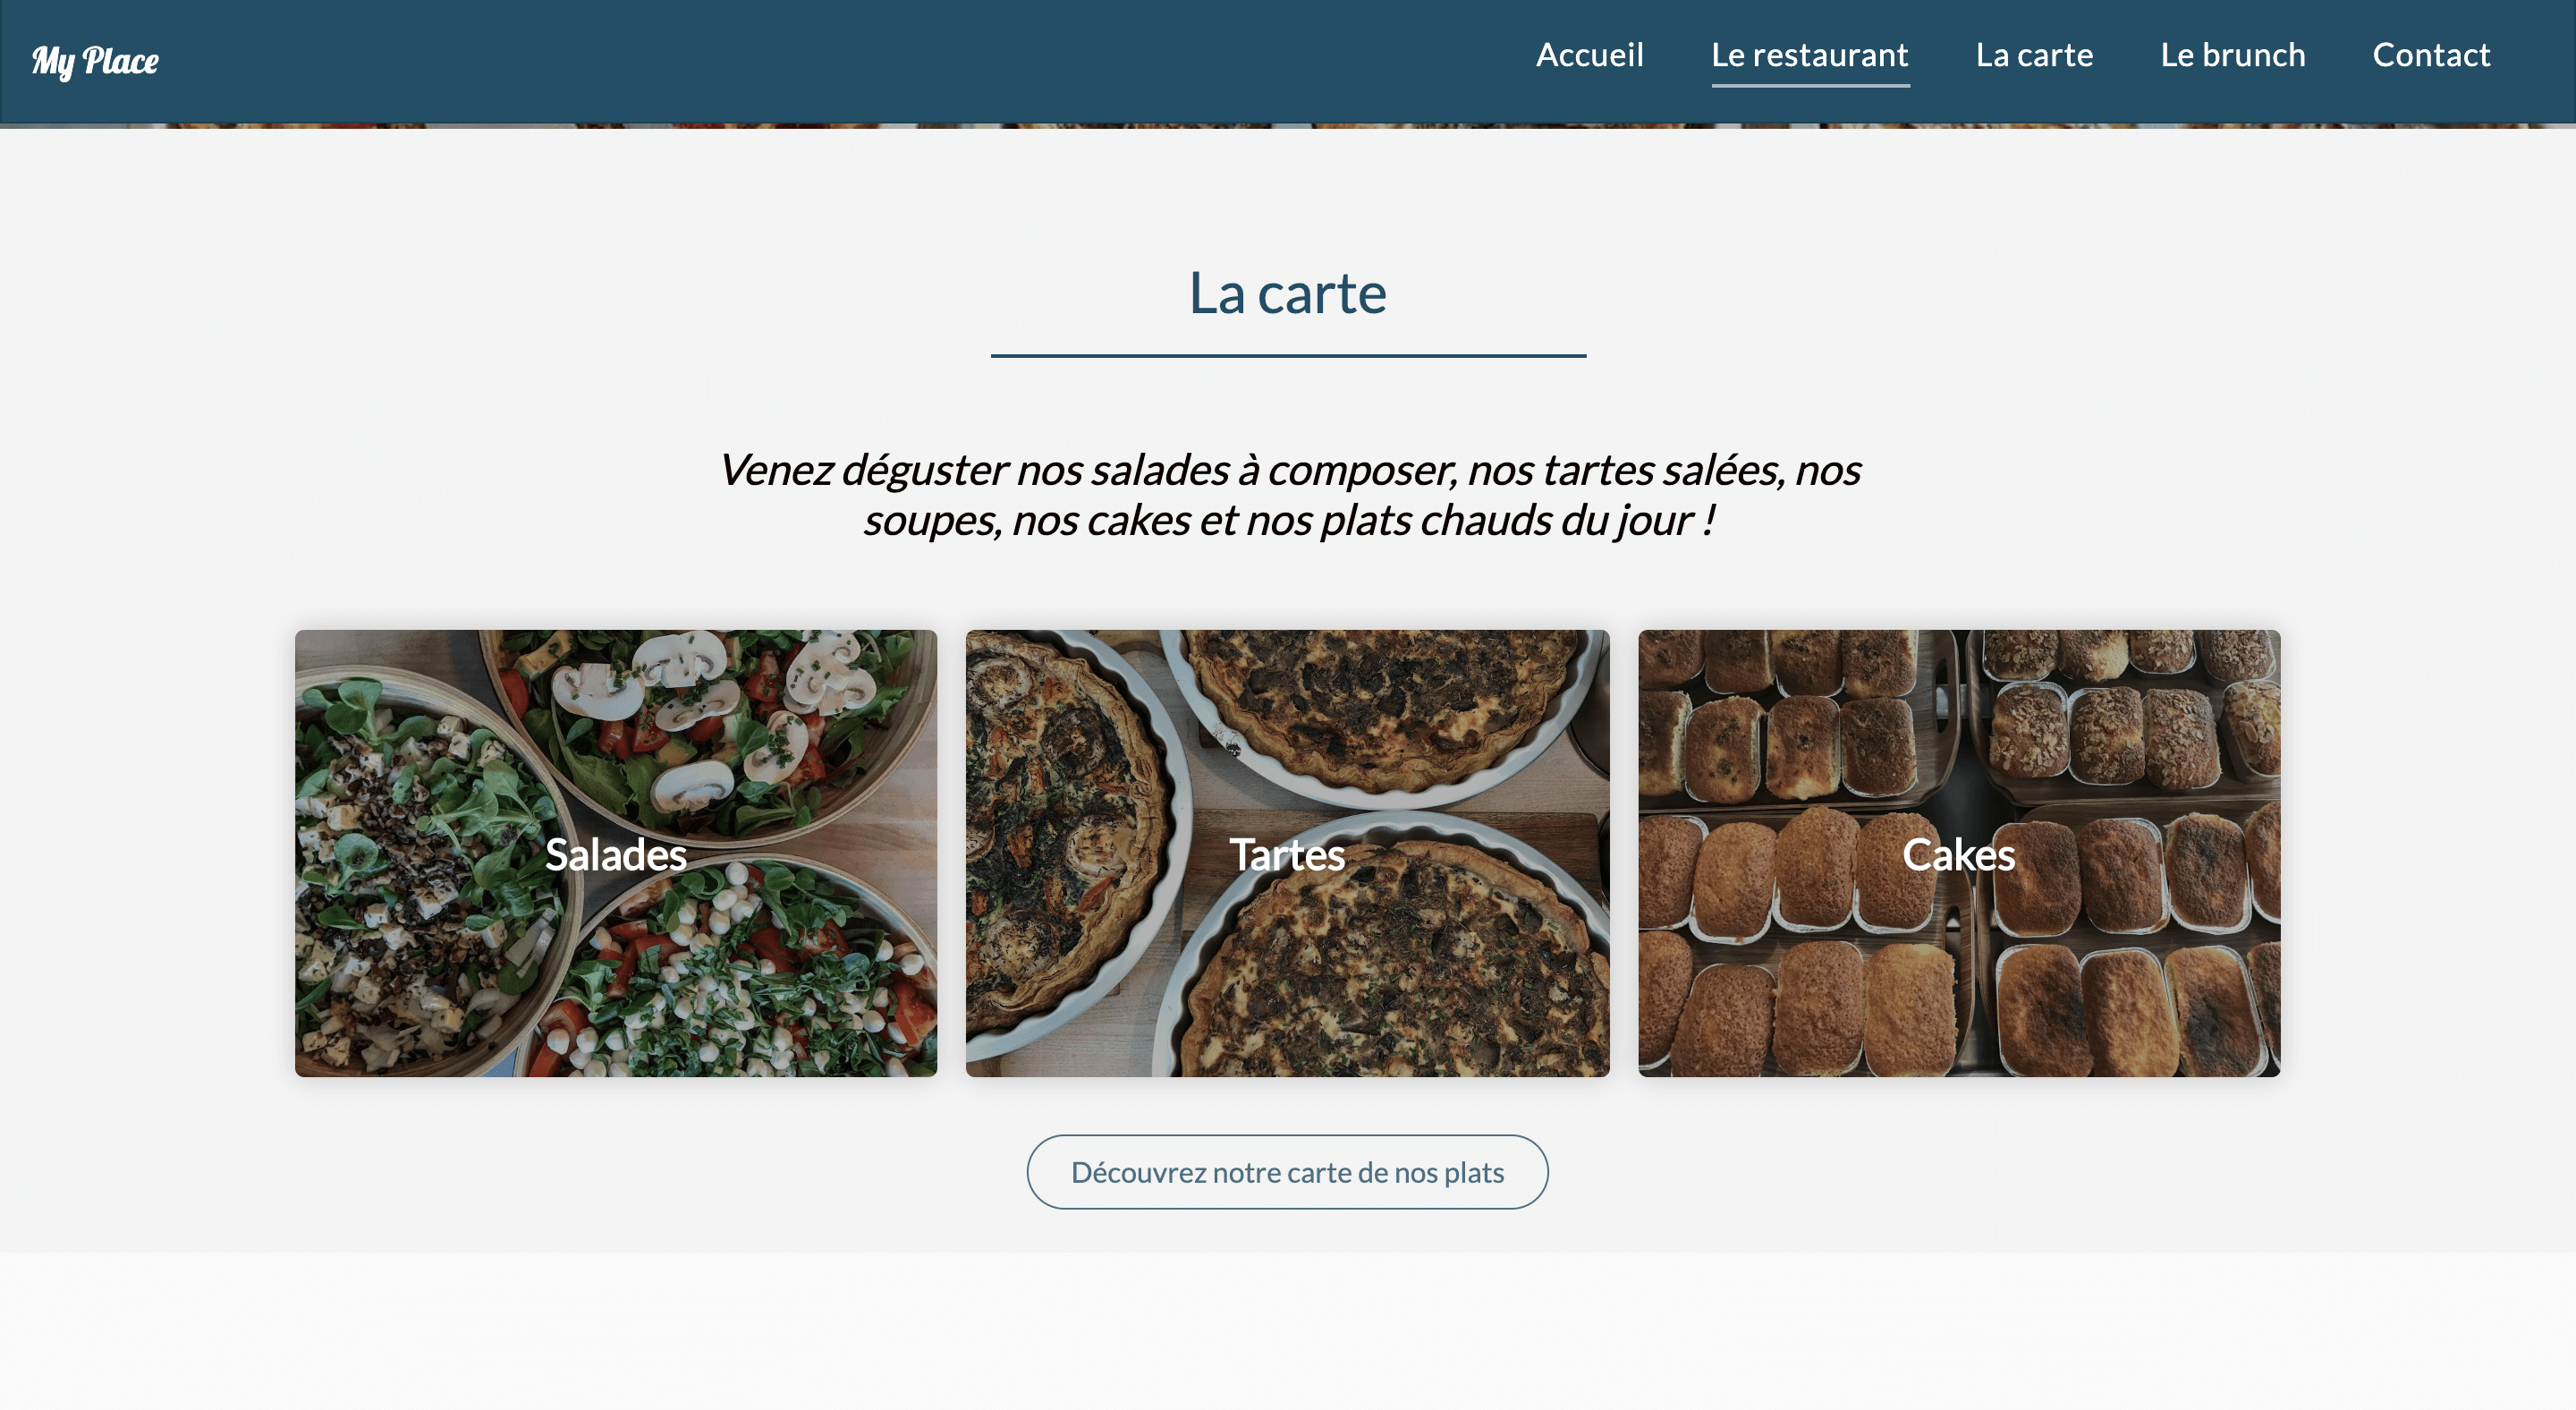 My Place
Accueil
Le restaurant
La carte
Le brunch
Contact
La carte
Venez déguster nos salades à composer, nos tartes salées, nos
soupes, nos cakes et nos plats chauds du jour !
Salades
Tartes
Cakes
Découvrez notre carte de nos plats